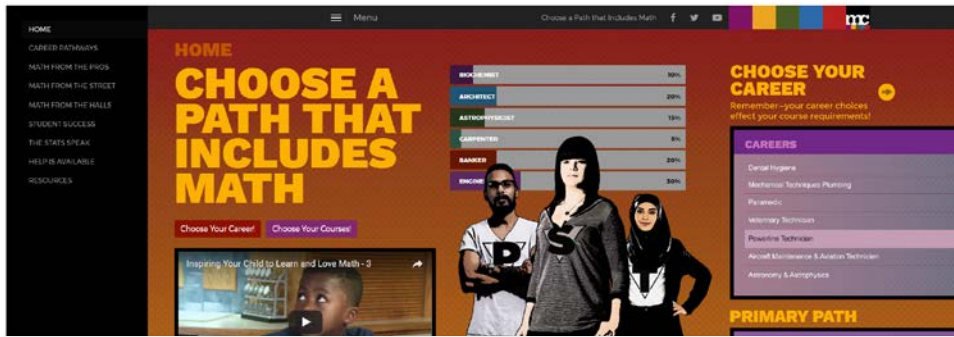 HOME
CAREER PATHWAYS
MATH FROM THE PROS
MATH FROM THE STREET
MATH FROM THE HALLS
STUDENT SUCCESS
THE STATS SPEAK
HELP IS AVAILABLE
RESOURCES
Menu
Choose a Path that Includes Math
mc
HOME
CHOOSE A
PATH THAT
INCLUDES
MATH
Choose Your Career!
Choose Your Courses!
Inspiring Your Child to Learn and Love Math - 3
BIOCHEMIST 10%
ARCHITECT 20%
ASTROPHYSICIST 15%
CARPENTER 5%
BANKER 20%
ENGINE 30%
P
S
T
CHOOSE YOUR
CAREER
Remember—your career choices
effect your course requirements!
CAREERS
Dental Hygiene
Mechanical Techniques Plumbing
Paramedic
Veterinary Technician
Powerline Technician
Aircraft Maintenance & Aviation Technician
Astronomy & Astrophysics
PRIMARY PATH